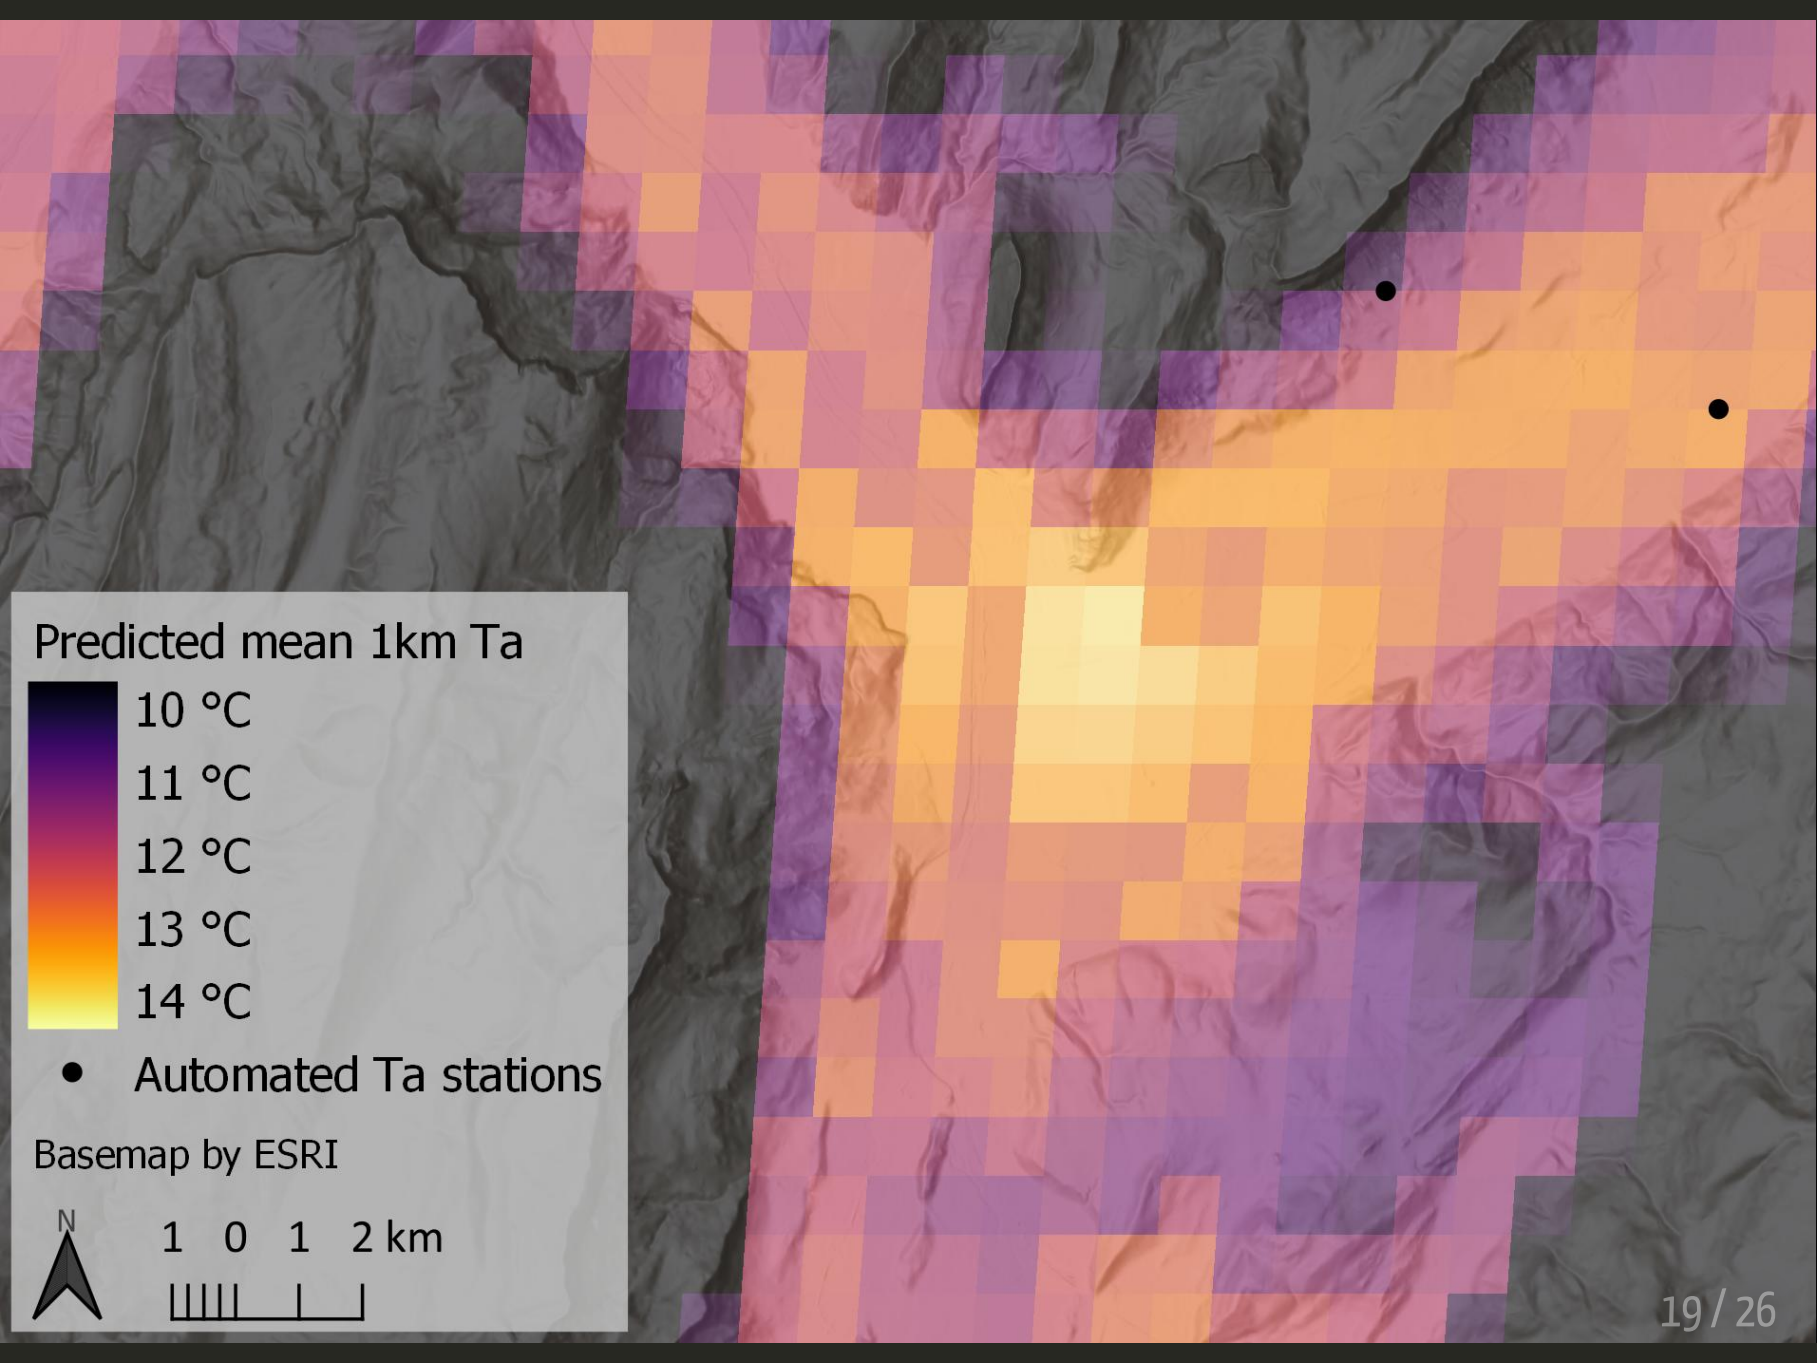 Predicted mean 1km Ta
10 °C
11 °C
12 °C
13 °C
14 °C
Automated Ta stations
Basemap by ESRI
N
1 0 1 2 km
19 / 26